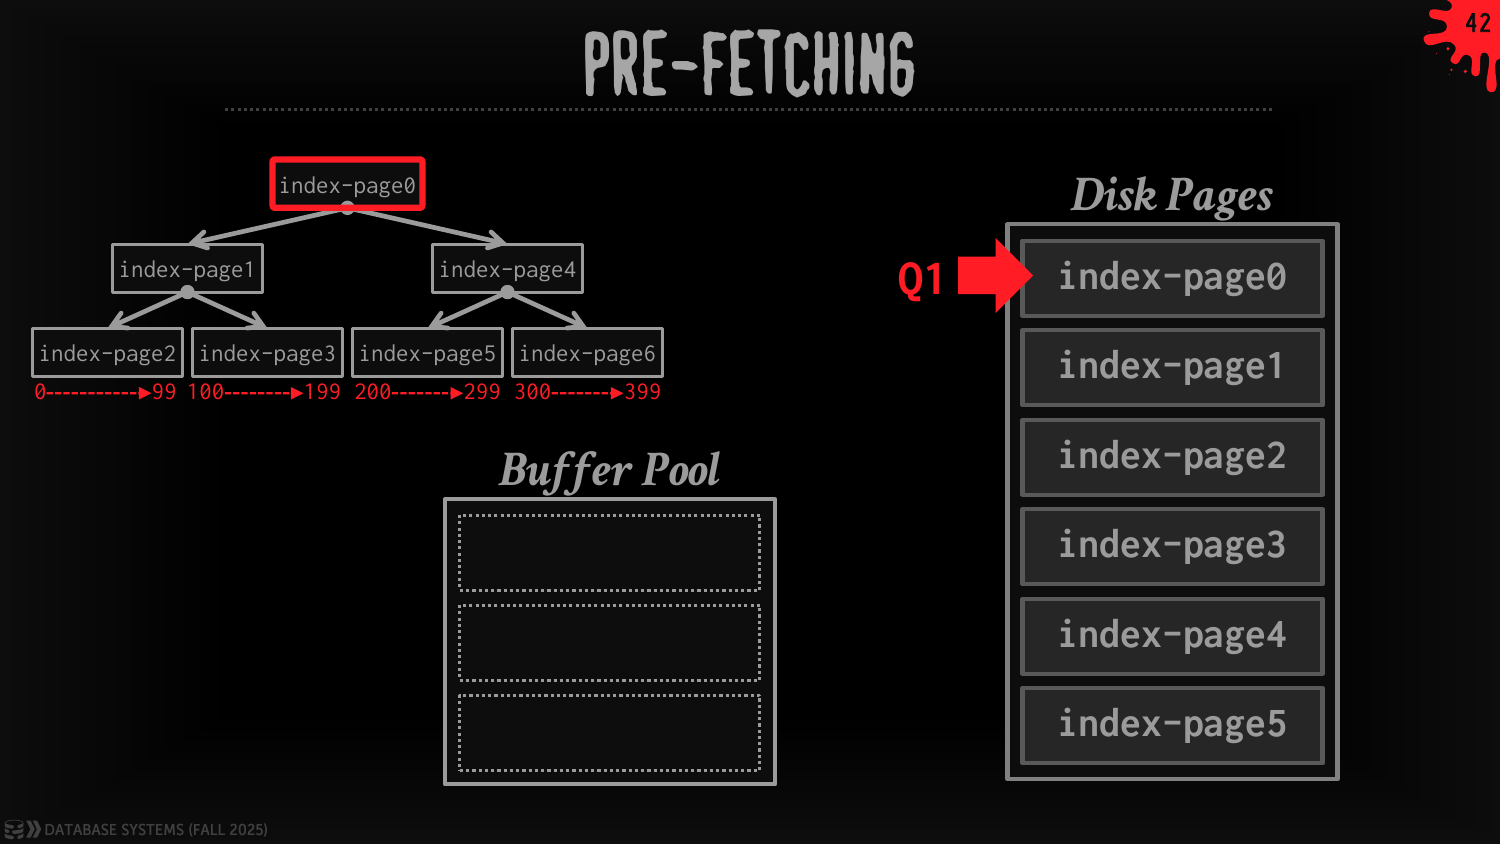 42
PRE-FETCHING
index-page0
index-page1 index-page4
index-page2 index-page3 index-page5 index-page6
0----------->99 100-------->199 200------->299 300------->399
Disk Pages
Q1
index-page0
index-page1
index-page2
index-page3
index-page4
index-page5
Buffer Pool
DATABASE SYSTEMS (FALL 2025)